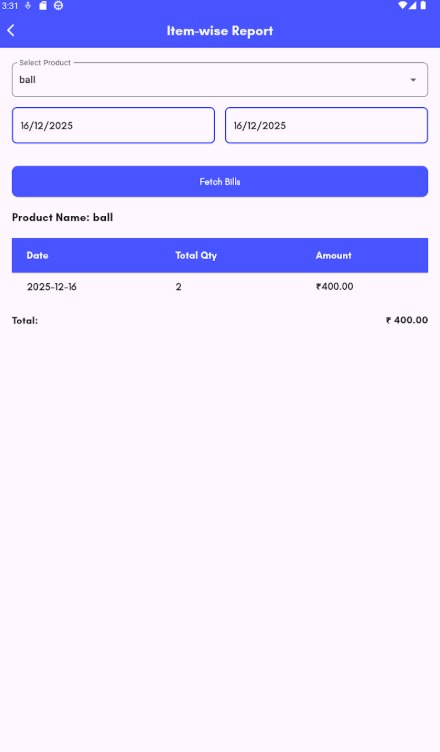 3:31
Item-wise Report
Select Product
ball
16/12/2025 16/12/2025
Fetch Bills
Product Name: ball
Date Total Qty Amount
2025-12-16 2 ₹400.00
Total: ₹ 400.00